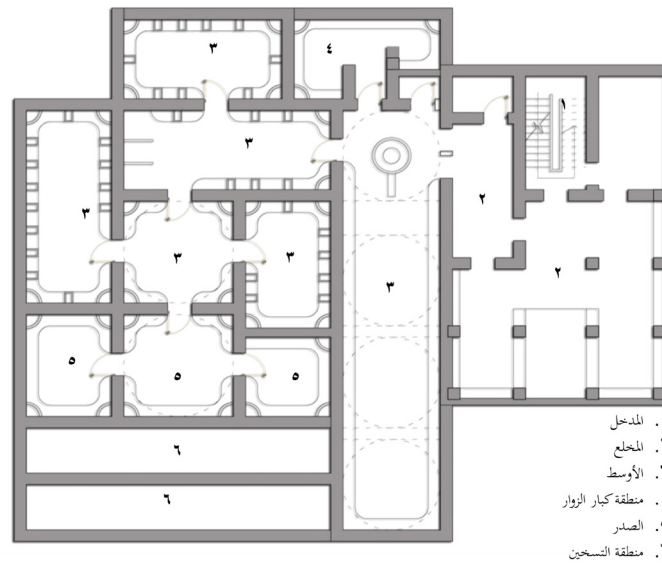 ٤ ٣
١
٣
٢
٣
٣ ٣
٢
٣
٥
٥ ٥
٦
٦
. المدخل
. المخلع
. الأوسط
. منطقة كبار الزوار
. الصدر
. منطقة التسخين